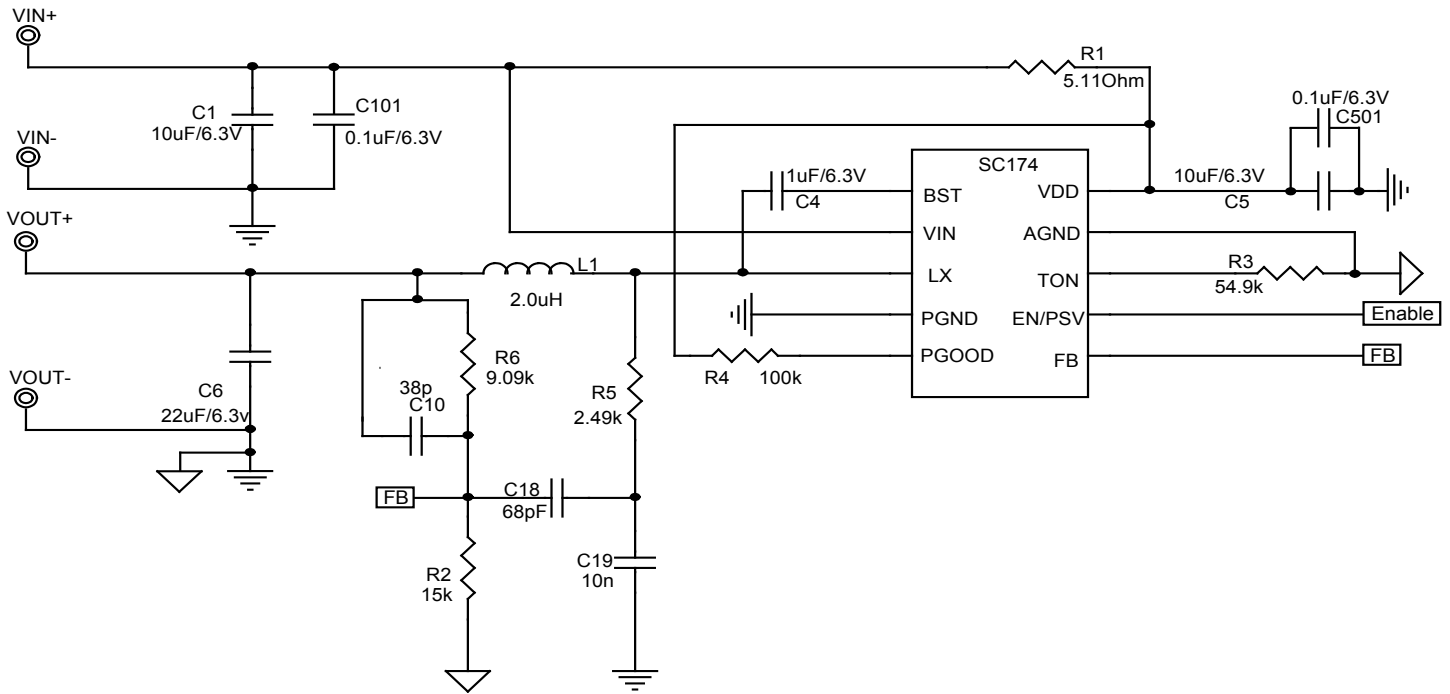 VIN+
R1
5.11Ohm
C1
10uF/6.3V
C101
0.1uF/6.3V
0.1uF/6.3V
C501
VIN-
SC174
1uF/6.3V
C4
BST
VDD
10uF/6.3V
C5
VOUT+
VIN
AGND
L1
2.0uH
LX
TON
R3
54.9k
PGND
EN/PSV
Enable
PGOOD
FB
FB
R4
100k
R6
9.09k
38p
C10
R5
2.49k
VOUT-
C6
22uF/6.3v
FB
C18
68pF
R2
15k
C19
10n